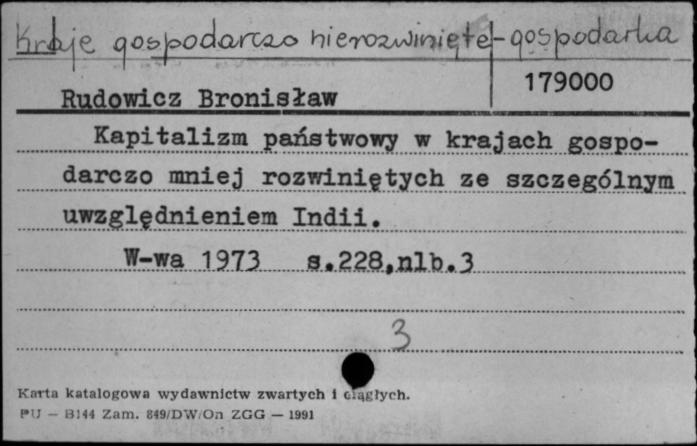 Kraje gospodarczo nierozwinięte - gospodarka
179000
Rudowicz Bronisław
Kapitalizm państwowy w krajach gospo-
darczo mniej rozwiniętych ze szczególnym
uwzględnieniem Indii.
W-wa 1973 s.228,nlb.3
3
Karta katalogowa wydawnictw zwartych i ciągłych.
PU — B144 Zam. 849/DW/On ZGG — 1991